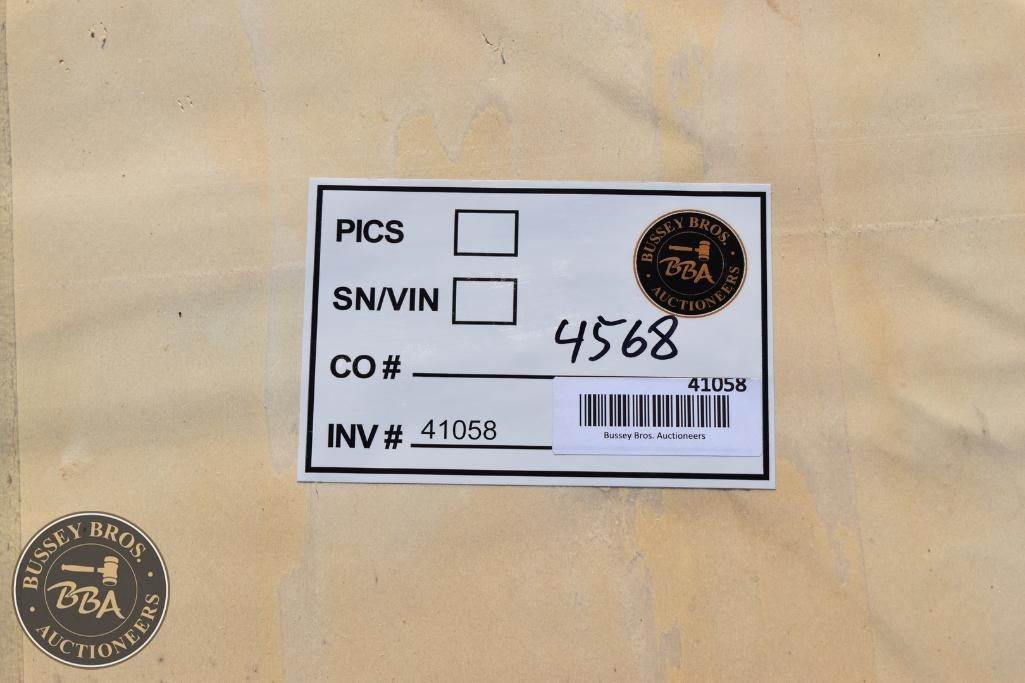 PICS
SN/VIN
CO #
INV # 41058
BUSSEY BROS.
BBA
AUCTIONEERS
4568
41058
Bussey Bros. Auctioneers
BUSSEY BROS.
BBA
AUCTIONEERS